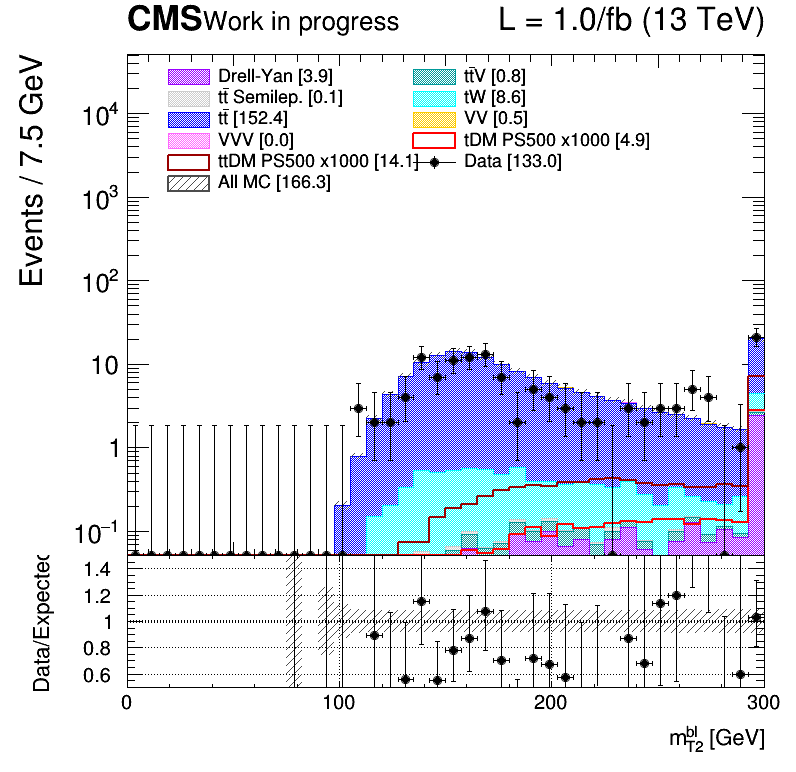 CMS Work in progress L = 1.0/fb (13 TeV)
Drell-Yan [3.9] tt̄V [0.8]
tt̄ Semilep. [0.1] tW [8.6]
tt̄ [152.4] VV [0.5]
VVV [0.0] tDM PS500 x1000 [4.9]
ttDM PS500 x1000 [14.1] Data [133.0]
All MC [166.3]
Events / 7.5 GeV
10⁴
10³
10²
10
1
10⁻¹
Data/Expected
1.4
1.2
1
0.8
0.6
0 100 200 300
m_{T2}^{bl} [GeV]